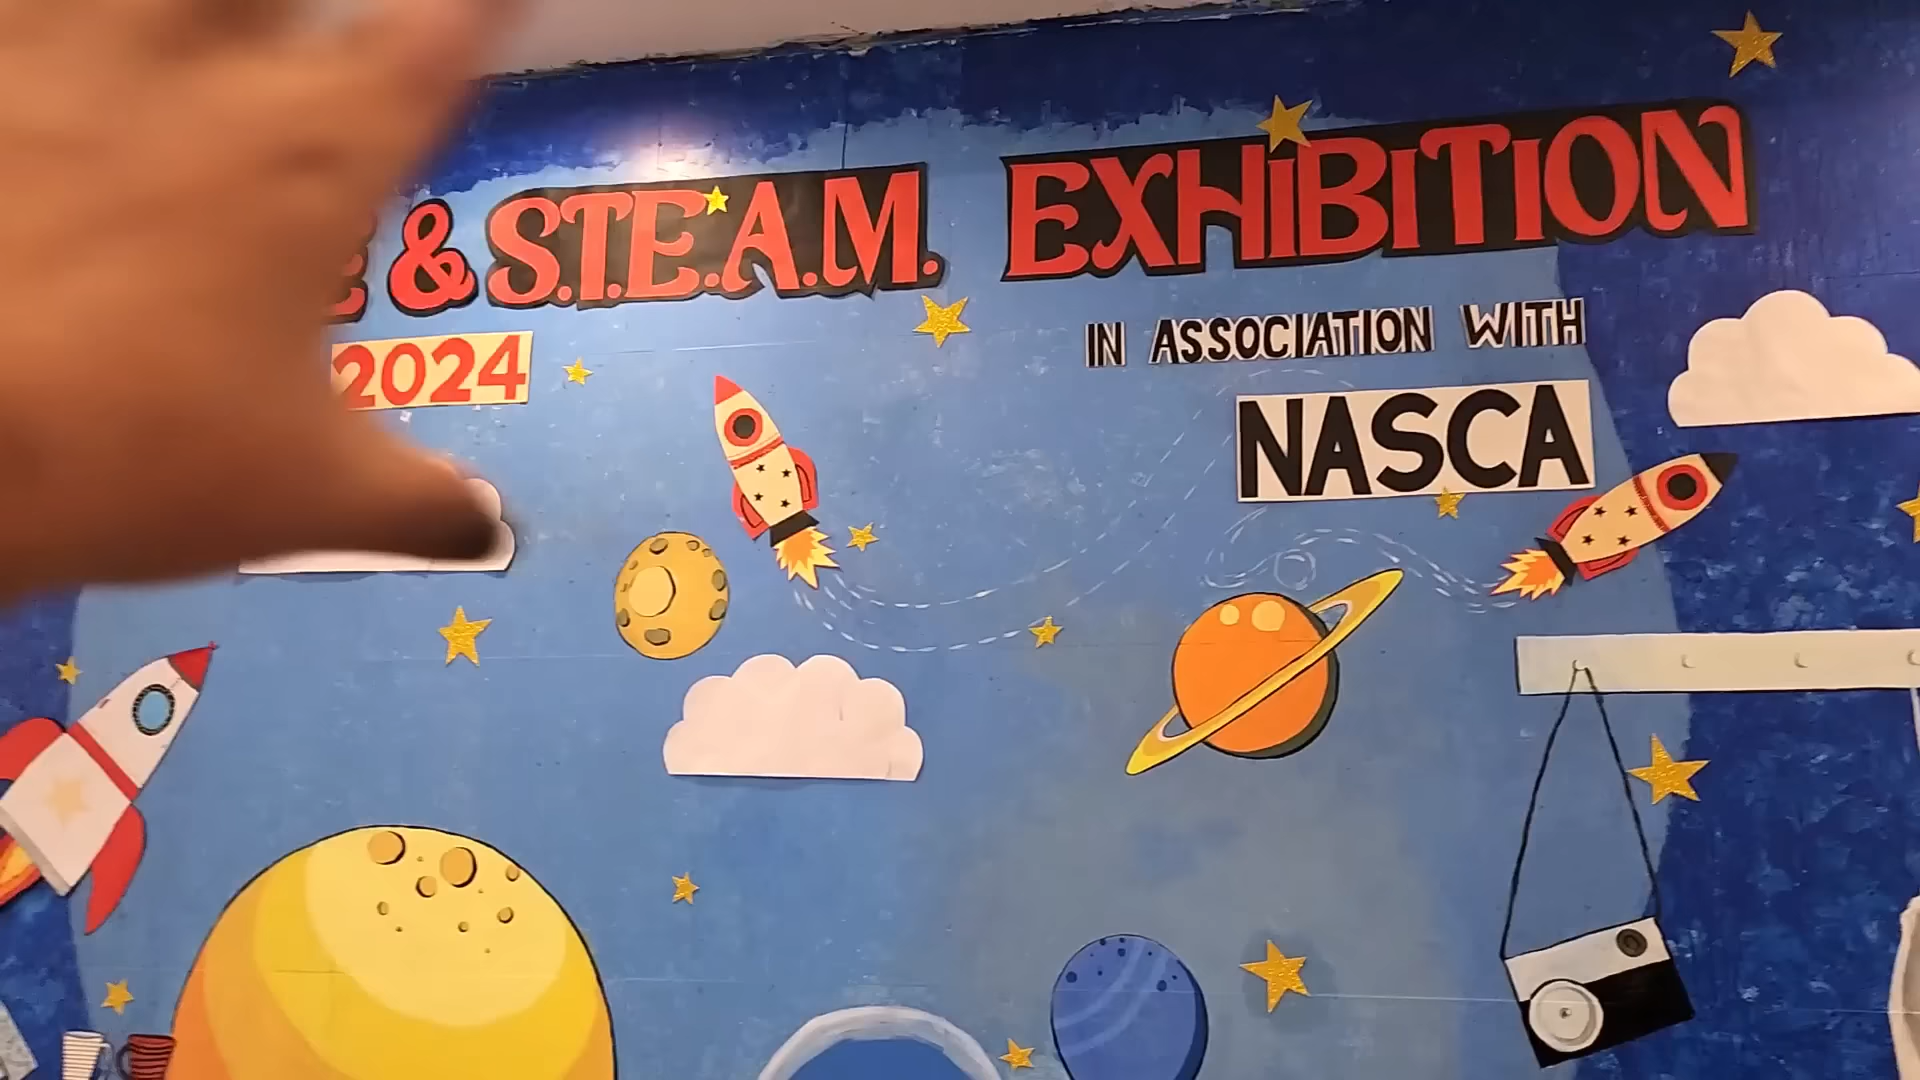 & S.T.E.A.M. EXHIBITION
2024
IN ASSOCIATION WITH
NASCA